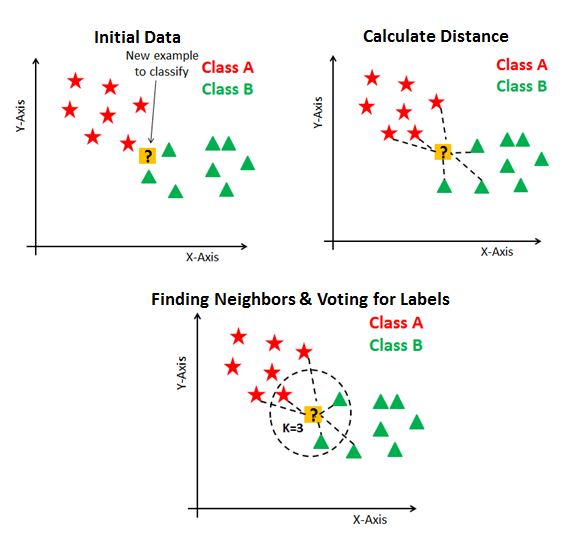 Initial Data
New example
to classify
Class A
Class B
Y-Axis
?
X-Axis
Calculate Distance
Class A
Class B
Y-Axis
?
X-Axis
Finding Neighbors & Voting for Labels
Class A
Class B
Y-Axis
?
K=3
X-Axis